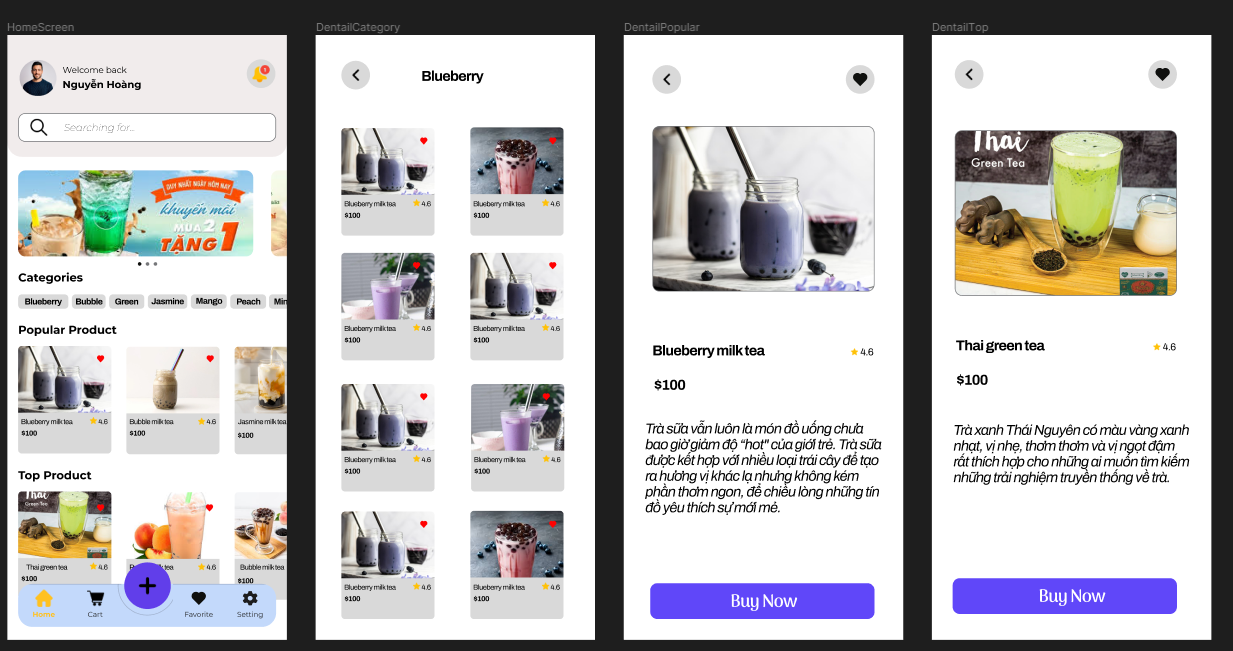 HomeScreen
Welcome back
Nguyễn Hoàng
1
Searching for..
DUY NHẤT NGÀY HÔM NAY
khuyến mãi
MUA 2
TẶNG 1
Categories
Blueberry Bubble Green Jasmine Mango Peach Min
Popular Product
Blueberry milk tea 4.6 Bubble milk tea 4.6 Jasmine milk tea
$100 $100 $100
Top Product
Thai
Green Tea
Thai green tea 4.6 4.6 Bubble milk tea
$100
Home Cart Favorite Setting
DentailCategory
Blueberry
Blueberry milk tea 4.6 Blueberry milk tea 4.6
$100 $100
Blueberry milk tea 4.6 Blueberry milk tea 4.6
$100 $100
Blueberry milk tea 4.6 Blueberry milk tea 4.6
$100 $100
Blueberry milk tea 4.6 Blueberry milk tea 4.6
$100 $100
DentailPopular
Blueberry milk tea 4.6
$100
Trà sữa vẫn luôn là món đồ uống chưa
bao giờ giảm độ "hot" của giới trẻ. Trà sữa
được kết hợp với nhiều loại trái cây để tạo
ra hương vị khác lạ nhưng không kém
phần thơm ngon, để chiều lòng những tín
đồ yêu thích sự mới mẻ.
Buy Now
DentailTop
Thai
Green Tea
Thai green tea 4.6
$100
Trà xanh Thái Nguyên có màu vàng xanh
nhạt, vị nhẹ, thơm thơm và vị ngọt đậm
rất thích hợp cho những ai muốn tìm kiếm
những trải nghiệm truyền thống về trà.
Buy Now